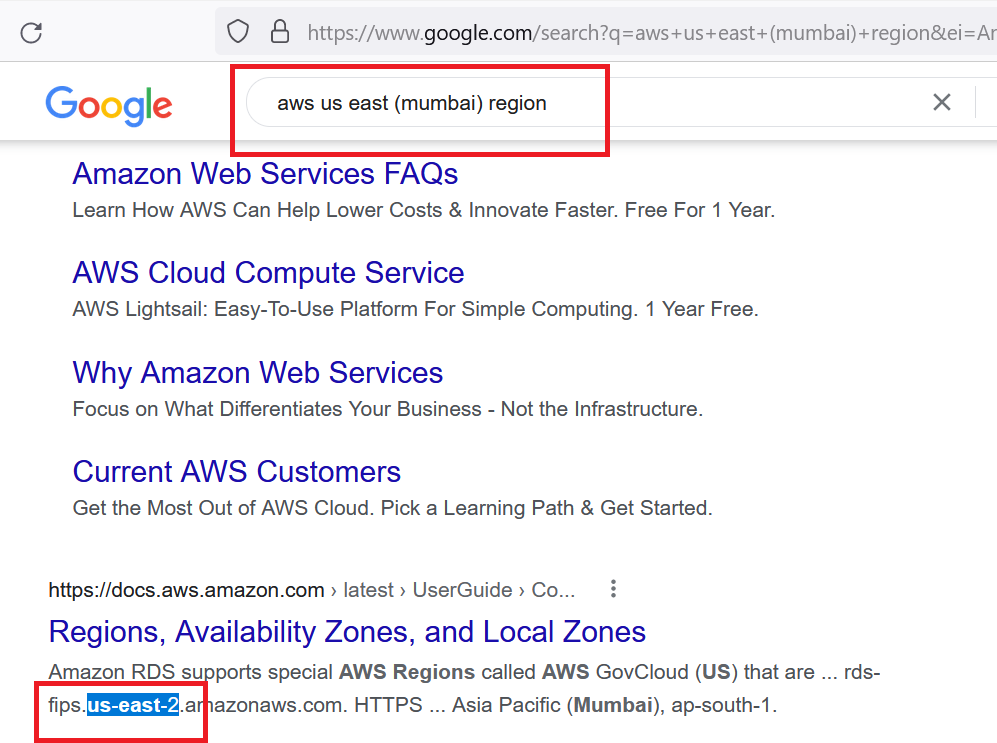 https://www.google.com/search?q=aws+us+east+(mumbai)+region&ei=Ar
Google
aws us east (mumbai) region
Amazon Web Services FAQs
Learn How AWS Can Help Lower Costs & Innovate Faster. Free For 1 Year.
AWS Cloud Compute Service
AWS Lightsail: Easy-To-Use Platform For Simple Computing. 1 Year Free.
Why Amazon Web Services
Focus on What Differentiates Your Business - Not the Infrastructure.
Current AWS Customers
Get the Most Out of AWS Cloud. Pick a Learning Path & Get Started.
https://docs.aws.amazon.com › latest › UserGuide › Co...
Regions, Availability Zones, and Local Zones
Amazon RDS supports special AWS Regions called AWS GovCloud (US) that are ... rds-
fips.us-east-2.amazonaws.com. HTTPS ... Asia Pacific (Mumbai), ap-south-1.